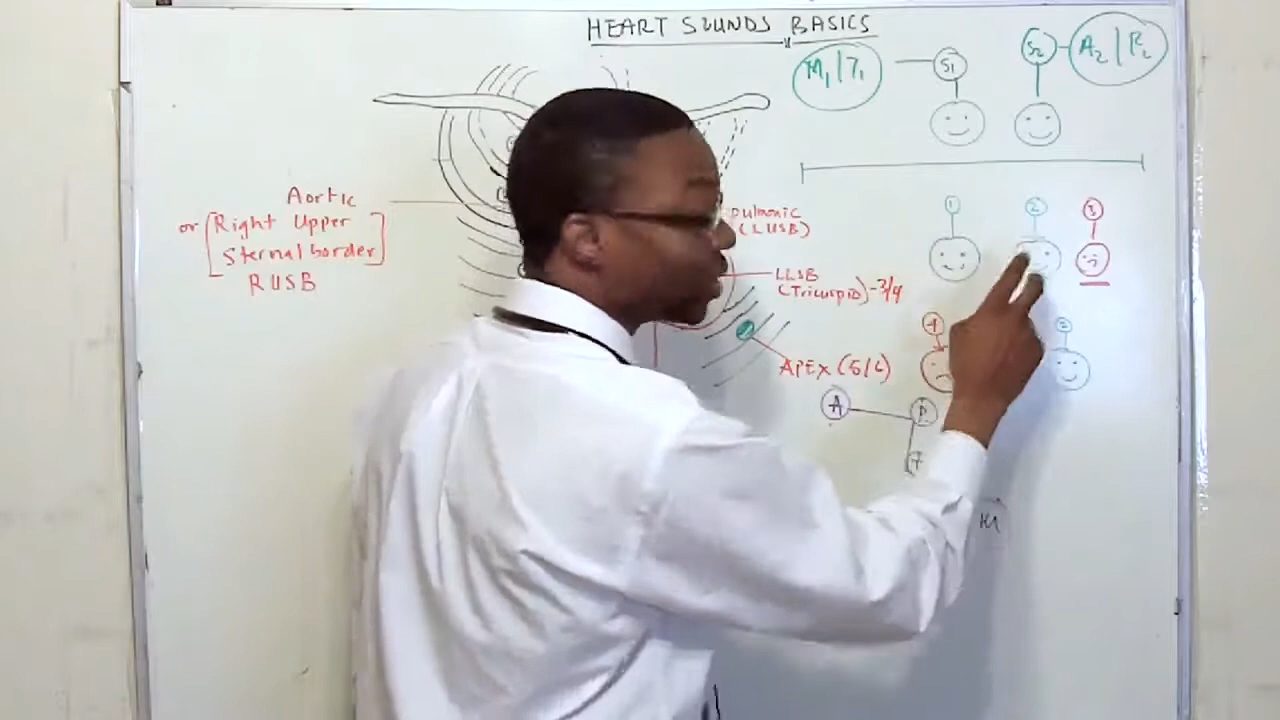 HEART SOUNDS BASICS
M₁/T₁
S₁
S₂
A₂/P₂
Aortic
or [Right Upper
Sternal border]
RUSB
pulmonic
(LUSB)
LLSB
(Tricuspid)-3/4
APEX (5/6)
1
2
3
4
2
A
P
T
M